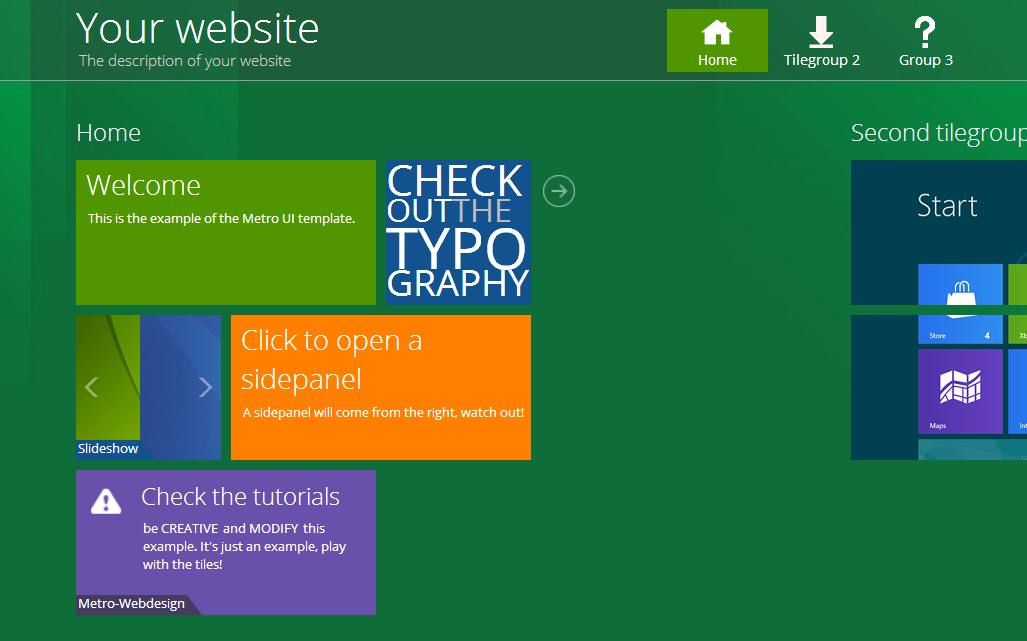 Your website
The description of your website
Home
Tilegroup 2
Group 3
Home
Welcome
This is the example of the Metro UI template.
CHECK
OUTTHE
TYPO
GRAPHY
Slideshow
Click to open a
sidepanel
A sidepanel will come from the right, watch out!
Check the tutorials
be CREATIVE and MODIFY this
example. It's just an example, play
with the tiles!
Metro-Webdesign
Second tilegroup
Start
Store 4
Maps